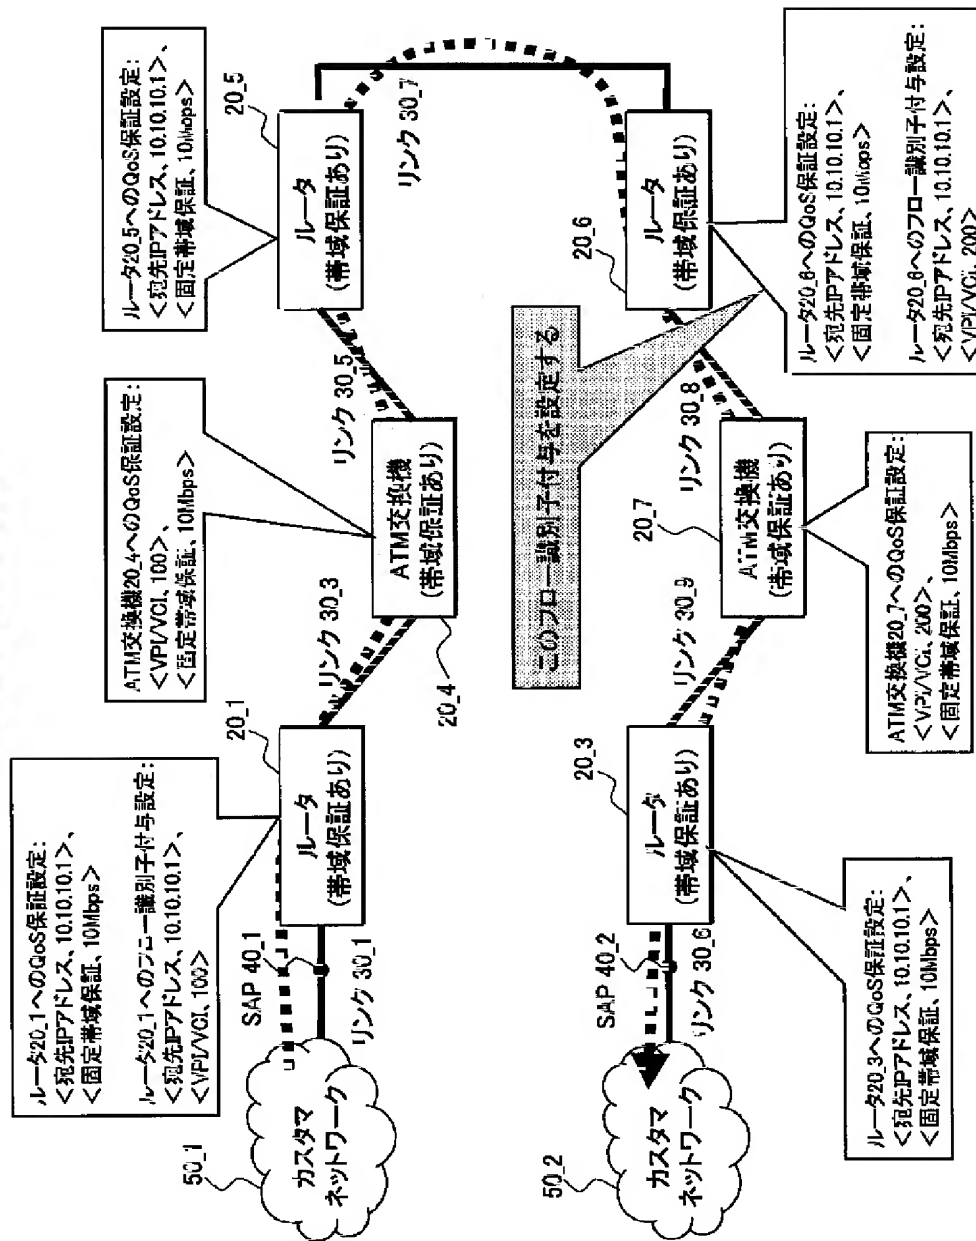 ルータ20_1へのQoS保証設定:
<宛先IPアドレス、10.10.10.1>、
<固定帯域保証、10Mbps>
ルータ20_1へのフロー識別子付与設定:
<宛先IPアドレス、10.10.10.1>、
<VPI/VCI、100>
ATM交換機20_4へのQoS保証設定:
<VPI/VCI、100>、
<固定帯域保証、10Mbps>
ルータ20_5へのQoS保証設定:
<宛先IPアドレス、10.10.10.1>、
<固定帯域保証、10Mbps>
50_1
カスタマ
ネットワーク
SAP 40_1
リンク 30_1
20_1
ルータ
(帯域保証あり)
リンク 30_3
20_4
ATM交換機
(帯域保証あり)
リンク 30_5
20_5
ルータ
(帯域保証あり)
リンク 30_7
このフロー識別子付与を設定する
50_2
カスタマ
ネットワーク
SAP 40_2
リンク 30_6
20_3
ルータ
(帯域保証あり)
リンク 30_9
20_7
ATM交換機
(帯域保証あり)
リンク 30_8
20_6
ルータ
(帯域保証あり)
ルータ20_3へのQoS保証設定:
<宛先IPアドレス、10.10.10.1>、
<固定帯域保証、10Mbps>
ATM交換機20_7へのQoS保証設定:
<VPI/VCI、200>、
<固定帯域保証、10Mbps>
ルータ20_6へのQoS保証設定:
<宛先IPアドレス、10.10.10.1>、
<固定帯域保証、10Mbps>
ルータ20_6へのフロー識別子付与設定:
<宛先IPアドレス、10.10.10.1>、
<VPI/VCI、200>